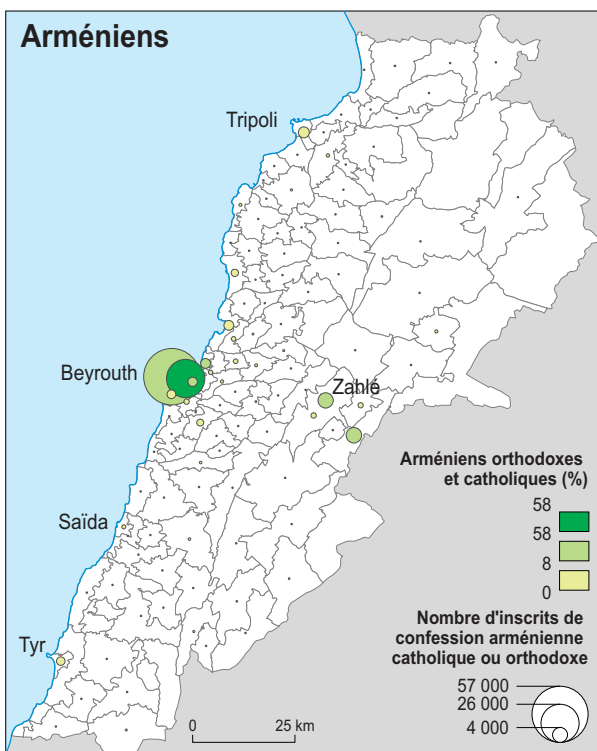 Arméniens
Tripoli
Beyrouth
Zahlé
Saïda
Tyr
Arméniens orthodoxes
et catholiques (%)
58
58
8
0
Nombre d'inscrits de
confession arménienne
catholique ou orthodoxe
57 000
26 000
4 000
0 25 km